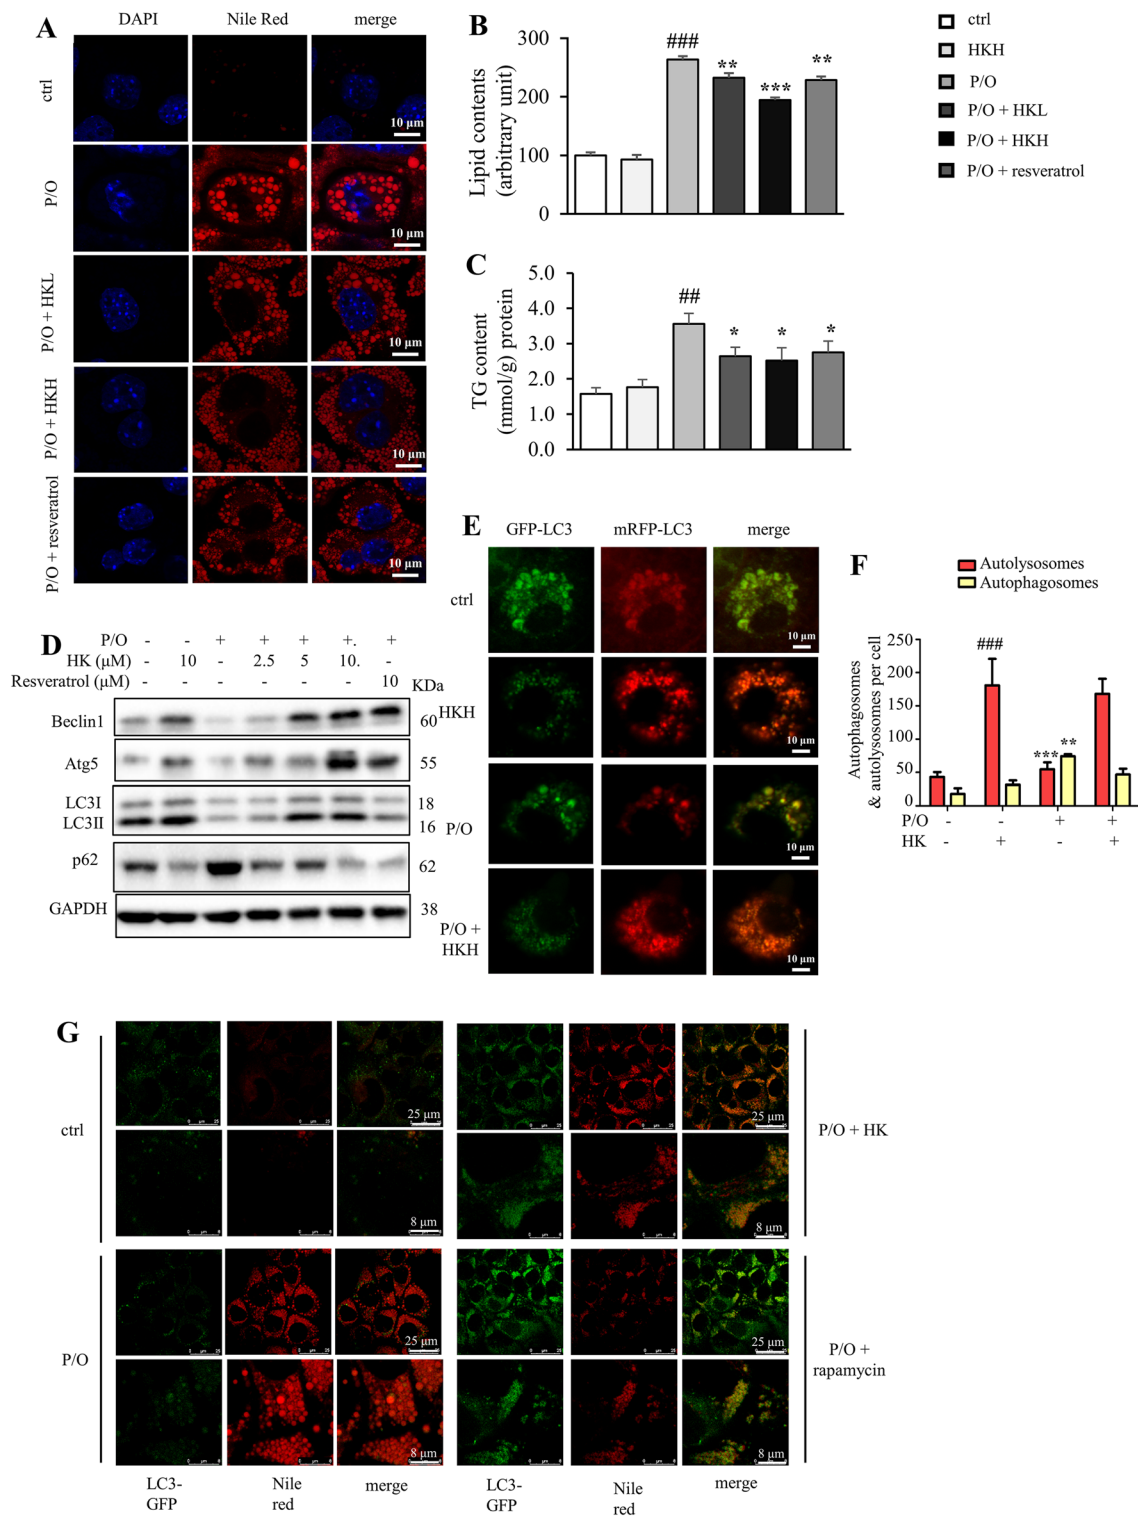 A
DAPI Nile Red merge
ctrl
10 µm
P/O
10 µm
P/O + HKL
10 µm
P/O + HKH
10 µm
P/O + resveratrol
10 µm
B
Lipid contents
(arbitrary unit)
300
200
100
0
###
**
***
**
ctrl
HKH
P/O
P/O + HKL
P/O + HKH
P/O + resveratrol
C
TG content
(mmol/g) protein
5.0
4.0
3.0
2.0
1.0
0.0
##
*
*
*
D
P/O - - + + + +. +
HK (µM) - 10 - 2.5 5 10. -
Resveratrol (µM) - - - - - - 10
KDa
Beclin1 60
Atg5 55
LC3I 18
LC3II 16
p62 62
GAPDH 38
E
GFP-LC3 mRFP-LC3 merge
ctrl
10 µm
HKH
10 µm
P/O
10 µm
P/O +
HKH
10 µm
F
Autolysosomes
Autophagosomes
Autophagosomes
& autolysosomes per cell
250
200
150
100
50
0
###
***
**
P/O - - + +
HK - + - +
G
ctrl
25 µm
8 µm
P/O
25 µm
8 µm
LC3-
GFP
Nile
red
merge
25 µm
8 µm
P/O + HK
25 µm
8 µm
P/O +
rapamycin
LC3-
GFP
Nile
red
merge